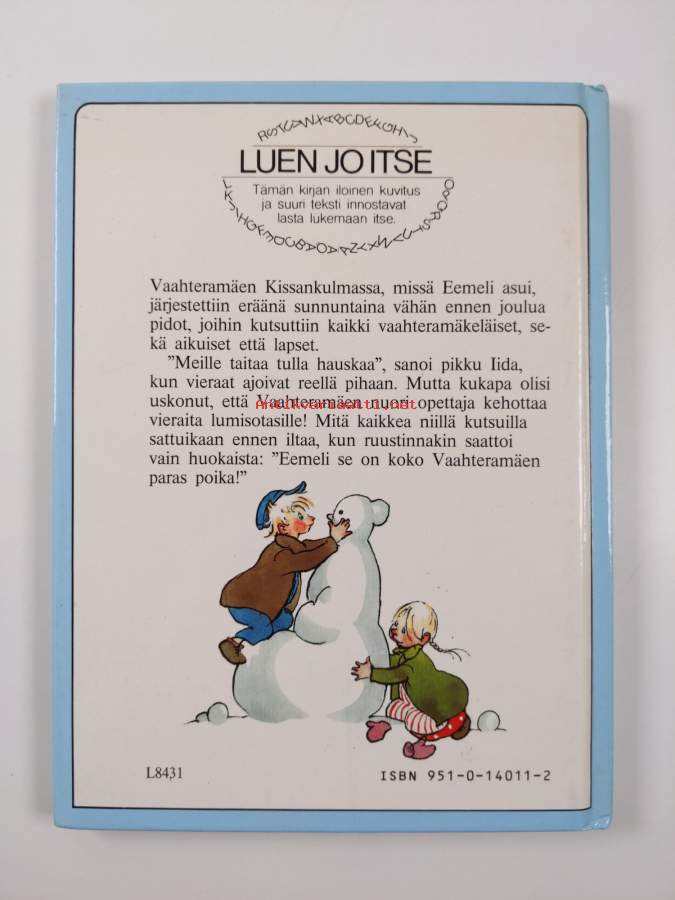 RSTUVWXABCDEFGHIJ
LUEN JO ITSE
Tämän kirjan iloinen kuvitus
ja suuri teksti innostavat
lasta lukemaan itse.
Vaahteramäen Kissankulmassa, missä Eemeli asui,
järjestettiin eräänä sunnuntaina vähän ennen joulua
pidot, joihin kutsuttiin kaikki vaahteramäkeläiset, se-
kä aikuiset että lapset.
”Meille taitaa tulla hauskaa”, sanoi pikku Iida,
kun vieraat ajoivat reellä pihaan. Mutta kukapa olisi
uskonut, että Vaahteramäen nuori opettaja kehottaa
Antikvariaatti.net
vieraita lumisotasille! Mitä kaikkea niillä kutsuilla
sattuikaan ennen iltaa, kun ruustinnakin saattoi
vain huokaista: ”Eemeli se on koko Vaahteramäen
paras poika!”
L8431
ISBN 951-0-14011-2